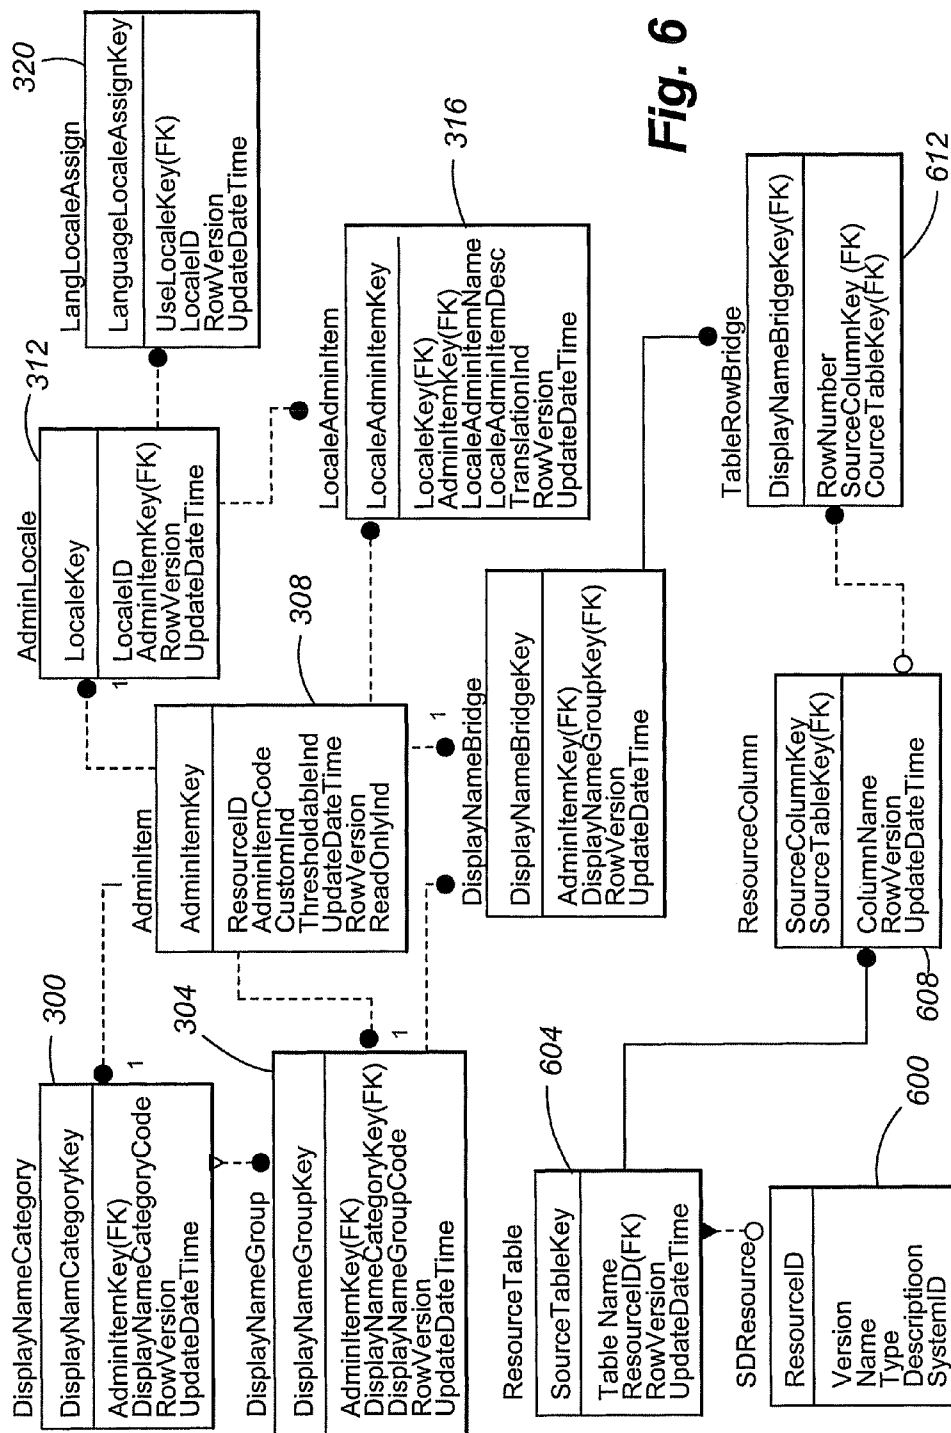 DisplayNameCategory
300
DisplayNamCategoryKey
AdminItemKey(FK)
DisplayNameCategoryCode
RowVersion
UpdateDateTime
1
DisplayNameGroup
304
DisplayNameGroupKey
AdminItemKey(FK)
DisplayNameCategoryKey(FK)
DisplayNameGroupCode
RowVersion
UpdateDateTime
1
AdminItem
308
AdminItemKey
ResourceID
AdminItemCode
CustomInd
ThresholdableInd
UpdateDateTime
RowVersion
ReadOnlyInd
AdminLocale
312
LocaleKey
LocaleID
AdminItemKey(FK)
RowVersion
UpdateDateTime
1
LangLocaleAssign
320
LanguageLocaleAssignKey
UseLocaleKey(FK)
LocaleID
RowVersion
UpdateDateTime
LocaleAdminItem
316
LocaleAdminItemKey
LocaleKey(FK)
AdminItemKey(FK)
LocaleAdminItemName
LocaleAdminItemDesc
TranslationInd
RowVersion
UpdateDateTime
DisplayNameBridge
1
DisplayNameBridgeKey
AdminItemKey(FK)
DisplayNameGroupKey(FK)
RowVersion
UpdateDateTime
ResourceTable
604
SourceTableKey
Table Name
ResourceID(FK)
RowVersion
UpdateDateTime
SDResource
600
ResourceID
Version
Name
Type
Descriptioon
SystemID
ResourceColumn
608
SourceColumnKey
SourceTableKey(FK)
ColumnName
RowVersion
UpdateDateTime
TableRowBridge
612
DisplayNameBridgeKey(FK)
RowNumber
SourceColumnKey (FK)
CourceTableKey(FK)
Fig. 6